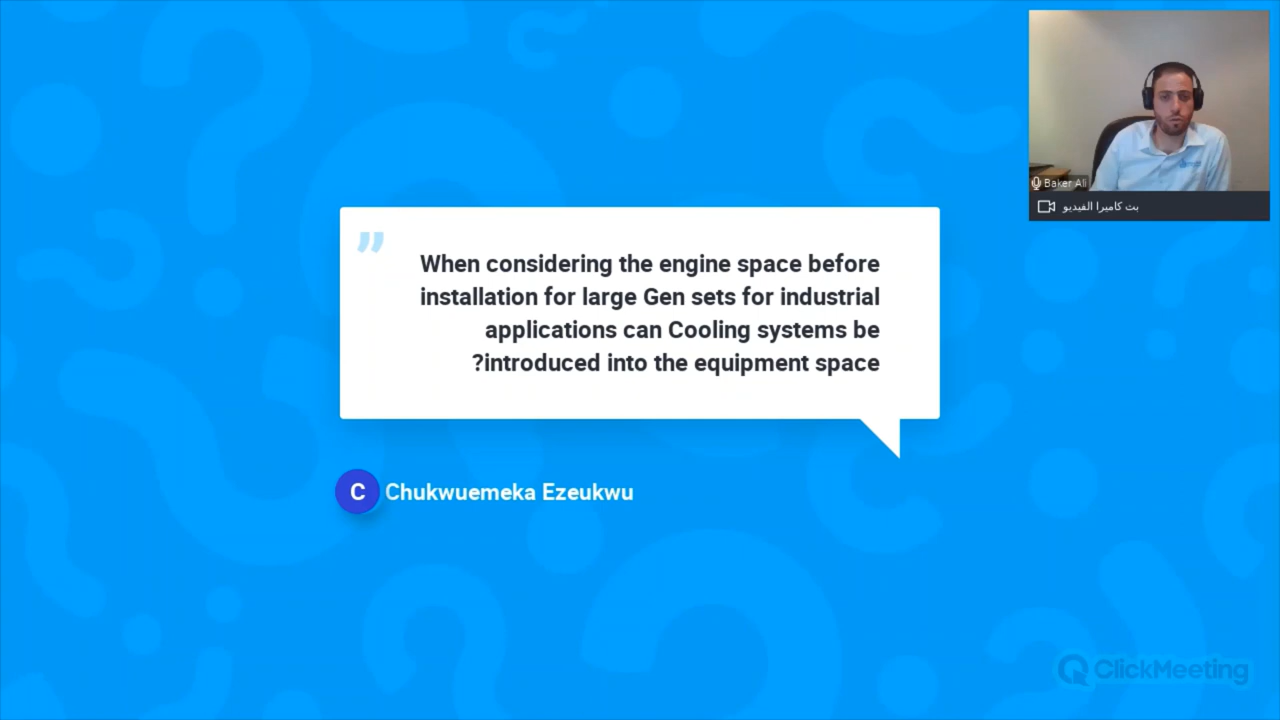 When considering the engine space before
installation for large Gen sets for industrial
applications can Cooling systems be
?introduced into the equipment space
C
Chukwuemeka Ezeukwu
Baker Ali
بث كاميرا الفيديو
ClickMeeting